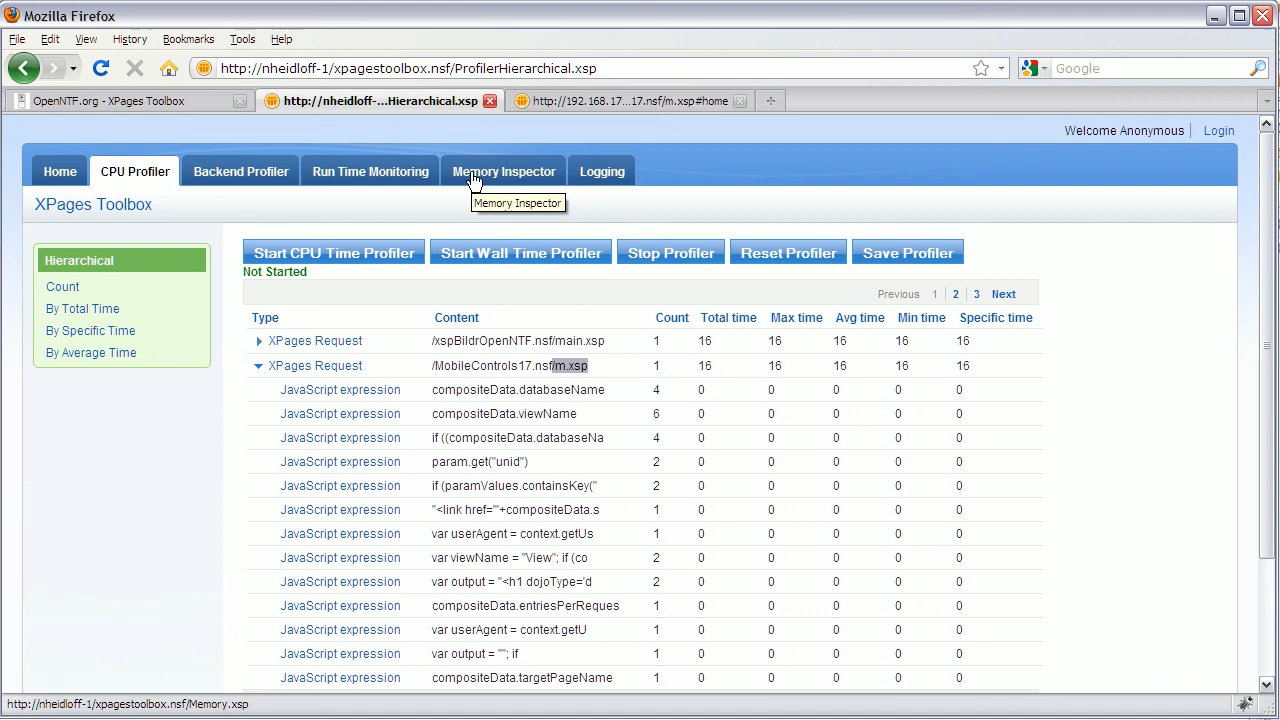 Mozilla Firefox
File Edit View History Bookmarks Tools Help
http://nheidloff-1/xpagestoolbox.nsf/ProfilerHierarchical.xsp
Google
OpenNTF.org - XPages Toolbox
http://nheidloff-...Hierarchical.xsp
http://192.168.17...17.nsf/m.xsp#home
Welcome Anonymous Login
Home CPU Profiler Backend Profiler Run Time Monitoring Memory Inspector Logging
Memory Inspector
XPages Toolbox
Hierarchical
Count
By Total Time
By Specific Time
By Average Time
Start CPU Time Profiler Start Wall Time Profiler Stop Profiler Reset Profiler Save Profiler
Not Started
Previous 1 2 3 Next
Type Content Count Total time Max time Avg time Min time Specific time
XPages Request /xspBildrOpenNTF.nsf/main.xsp 1 16 16 16 16 16
XPages Request /MobileControls17.nsf/m.xsp 1 16 16 16 16 16
JavaScript expression compositeData.databaseName 4 0 0 0 0 0
JavaScript expression compositeData.viewName 6 0 0 0 0 0
JavaScript expression if ((compositeData.databaseNa 4 0 0 0 0 0
JavaScript expression param.get("unid") 2 0 0 0 0 0
JavaScript expression if (paramValues.containsKey(" 2 0 0 0 0 0
JavaScript expression "<link href='"+compositeData.s 1 0 0 0 0 0
JavaScript expression var userAgent = context.getUs 1 0 0 0 0 0
JavaScript expression var viewName = "View"; if (co 2 0 0 0 0 0
JavaScript expression var output = "<h1 dojoType='d 2 0 0 0 0 0
JavaScript expression compositeData.entriesPerReques 1 0 0 0 0 0
JavaScript expression var userAgent = context.getU 1 0 0 0 0 0
JavaScript expression var output = ""; if 1 0 0 0 0 0
JavaScript expression compositeData.targetPageName 1 0 0 0 0 0
http://nheidloff-1/xpagestoolbox.nsf/Memory.xsp